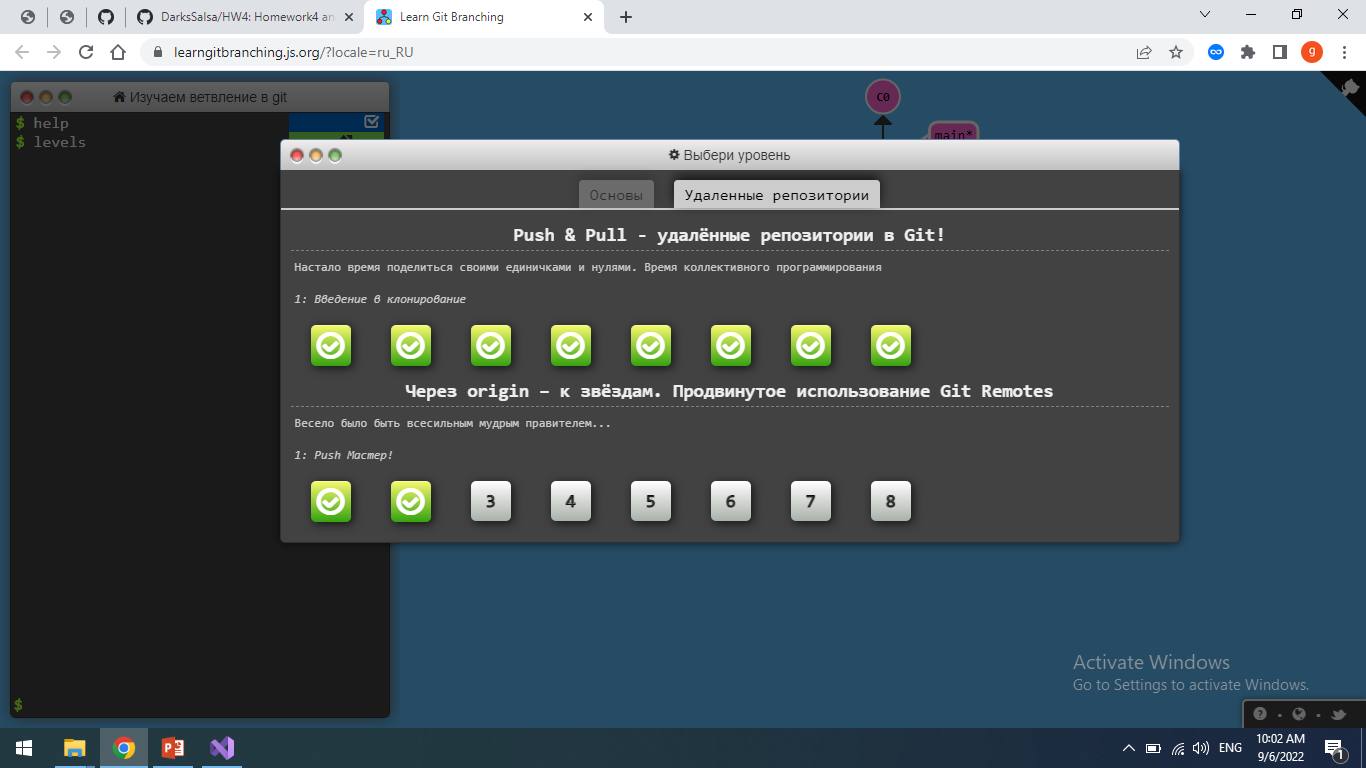 DarksSalsa/HW4: Homework4 an
Learn Git Branching
learngitbranching.js.org/?locale=ru_RU
g
Изучаем ветвление в git
$ help
$ levels
C0
main*
Выбери уровень
Основы
Удаленные репозитории
Push & Pull - удалённые репозитории в Git!
Настало время поделиться своими единичками и нулями. Время коллективного программирования
1: Введение в клонирование
Через origin – к звёздам. Продвинутое использование Git Remotes
Весело было быть всесильным мудрым правителем...
1: Push Мастер!
3 4 5 6 7 8
Activate Windows
Go to Settings to activate Windows.
$
ENG
10:02 AM
9/6/2022
1